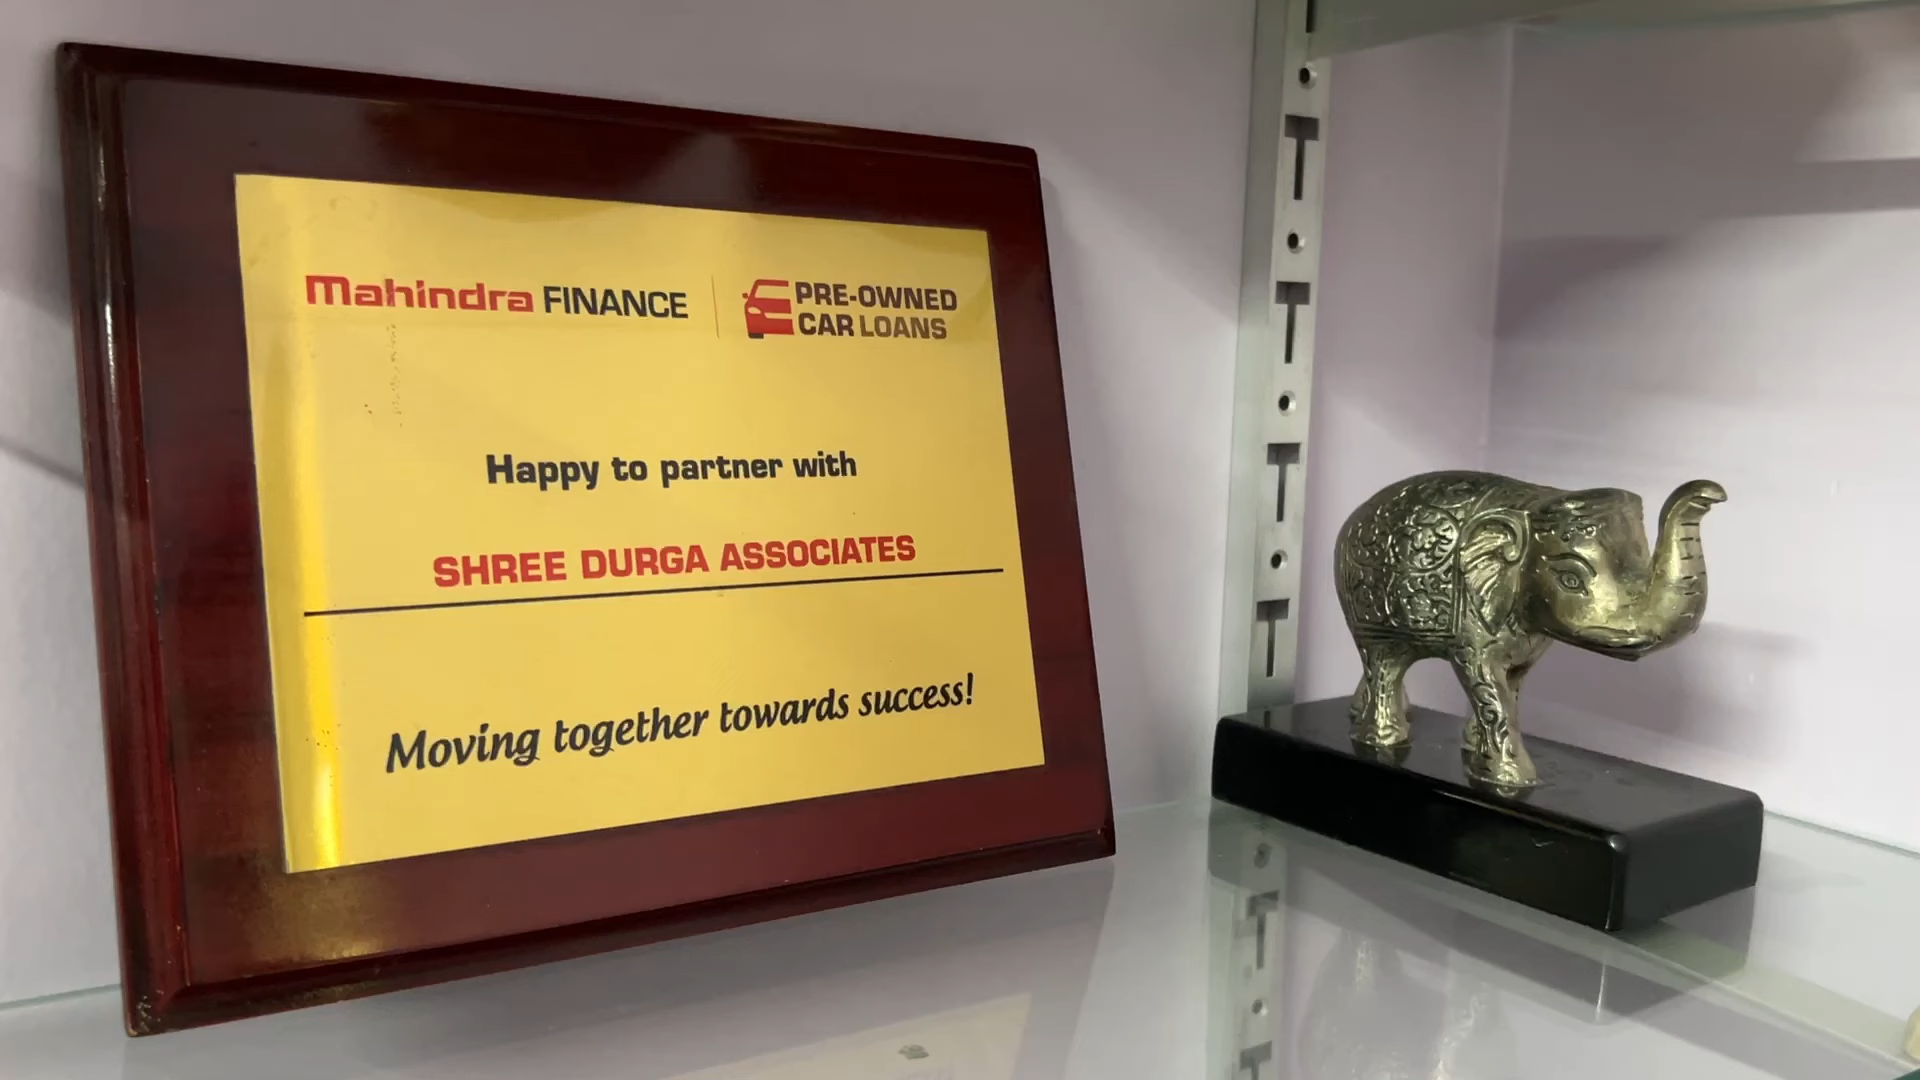 Mahindra FINANCE
PRE-OWNED
CAR LOANS
Happy to partner with
SHREE DURGA ASSOCIATES
Moving together towards success!